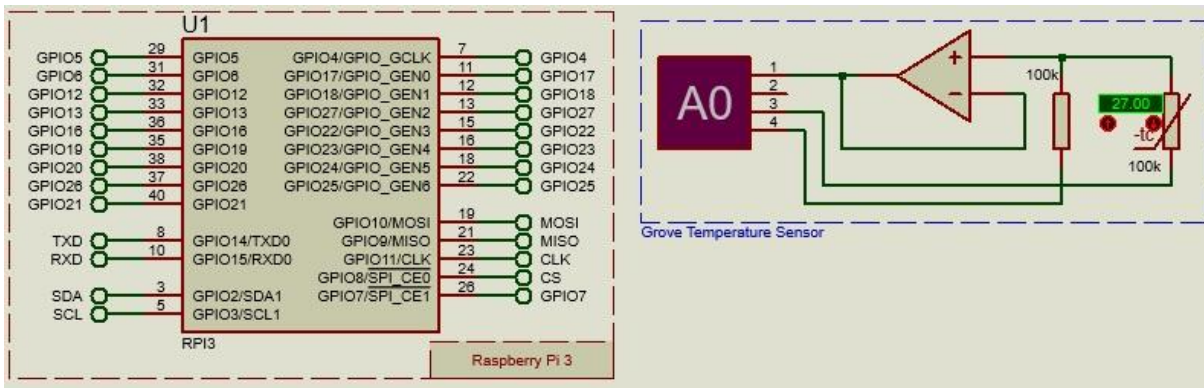 U1
GPIO5 29 GPIO5 GPIO4/GPIO_GCLK 7 GPIO4
GPIO6 31 GPIO6 GPIO17/GPIO_GEN0 11 GPIO17
GPIO12 32 GPIO12 GPIO18/GPIO_GEN1 12 GPIO18
GPIO13 33 GPIO13 GPIO27/GPIO_GEN2 13 GPIO27
GPIO16 36 GPIO16 GPIO22/GPIO_GEN3 15 GPIO22
GPIO19 35 GPIO19 GPIO23/GPIO_GEN4 16 GPIO23
GPIO20 38 GPIO20 GPIO24/GPIO_GEN5 18 GPIO24
GPIO26 37 GPIO26 GPIO25/GPIO_GEN6 22 GPIO25
GPIO21 40 GPIO21
GPIO10/MOSI 19 MOSI
TXD 8 GPIO14/TXD0 GPIO9/MISO 21 MISO
RXD 10 GPIO15/RXD0 GPIO11/CLK 23 CLK
GPIO8/SPI_CE0 24 CS
SDA 3 GPIO2/SDA1 GPIO7/SPI_CE1 26 GPIO7
SCL 5 GPIO3/SCL1
RPI3
Raspberry Pi 3
A0
1
2
3
4
+
−
100k
27.00
-tc
100k
Grove Temperature Sensor